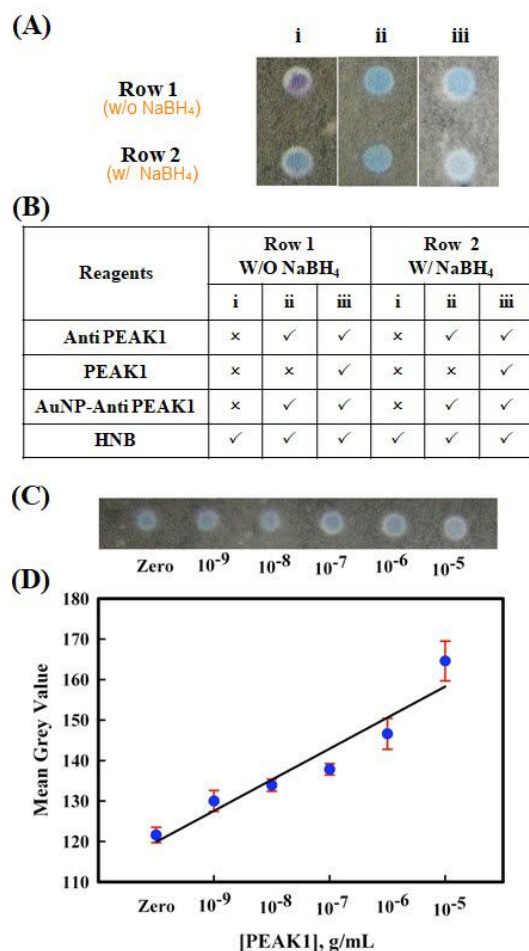 (A)
i ii iii
Row 1
(w/o NaBH₄)
Row 2
(w/ NaBH₄)
(B)
Reagents Row 1 W/O NaBH₄ Row 2 W/ NaBH₄
i ii iii i ii iii
Anti PEAK1 × ✓ ✓ × ✓ ✓
PEAK1 × × ✓ × × ✓
AuNP-Anti PEAK1 × ✓ ✓ × ✓ ✓
HNB ✓ ✓ ✓ ✓ ✓ ✓
(C)
Zero 10⁻⁹ 10⁻⁸ 10⁻⁷ 10⁻⁶ 10⁻⁵
(D)
180
170
160
150
140
130
120
110
Mean Grey Value
Zero 10⁻⁹ 10⁻⁸ 10⁻⁷ 10⁻⁶ 10⁻⁵
[PEAK1], g/mL